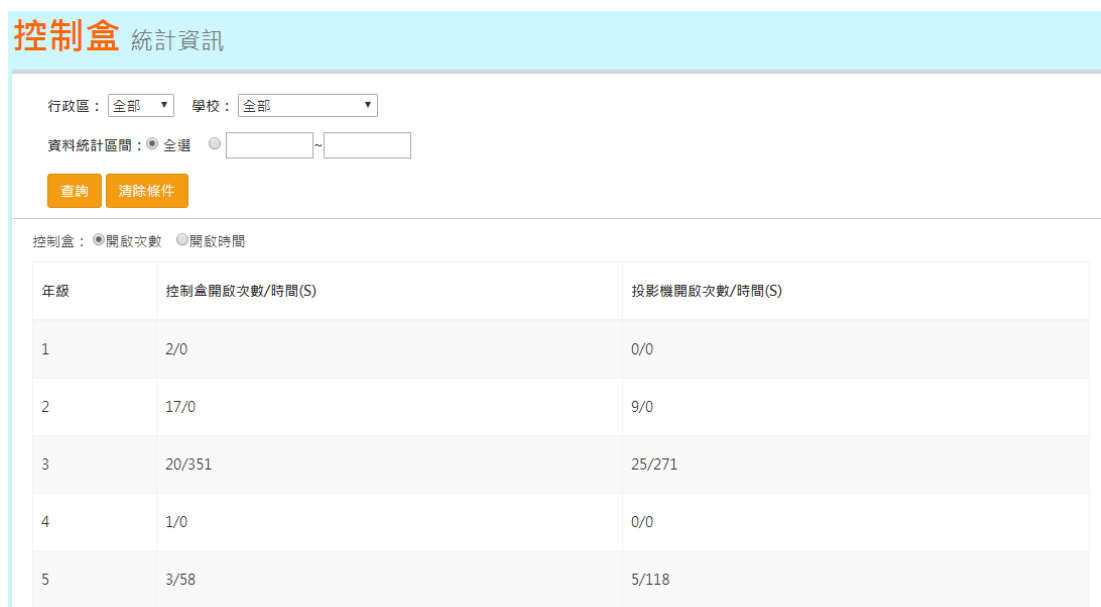 控制盒 統計資訊
行政區： 全部 學校： 全部
資料統計區間： 全選 ~
查詢 清除條件
控制盒： 開啟次數 開啟時間
年級 控制盒開啟次數/時間(S) 投影機開啟次數/時間(S)
1 2/0 0/0
2 17/0 9/0
3 20/351 25/271
4 1/0 0/0
5 3/58 5/118